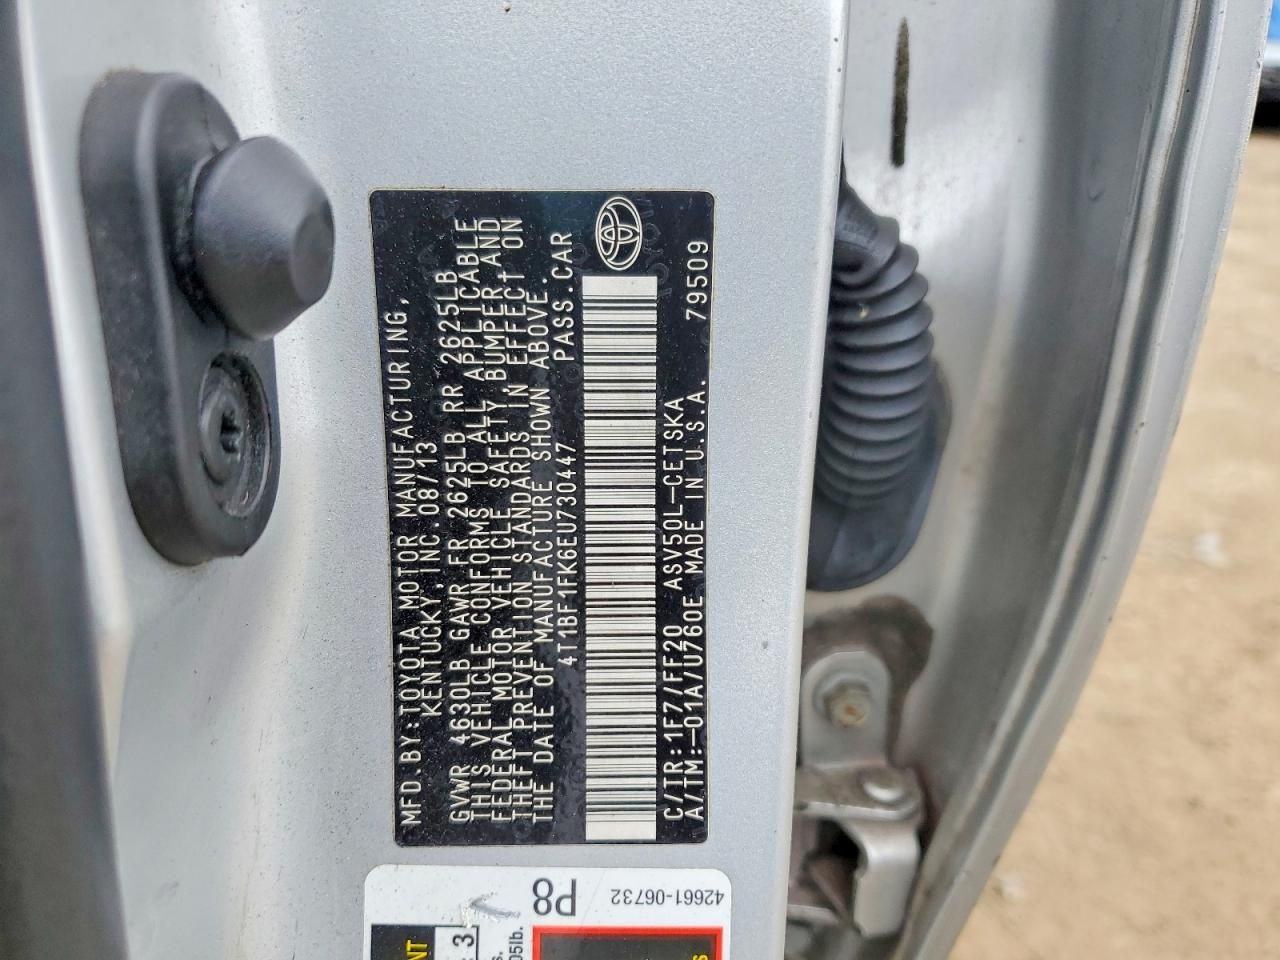 MFD.BY:TOYOTA MOTOR MANUFACTURING,
KENTUCKY, INC. 08/13
GVWR 4630LB GAWR FR 2625LB RR 2625LB
THIS VEHICLE CONFORMS TO ALL APPLICABLE
FEDERAL MOTOR VEHICLE SAFETY, BUMPER, AND
THEFT PREVENTION STANDARDS IN EFFECT ON
THE DATE OF MANUFACTURE SHOWN ABOVE.
4T1BF1FK6EU730447 PASS.CAR
C/TR:1F7/FF20 ASV50L-CETSKA
A/TM:-01A/U760E MADE IN U.S.A. 79509
P8
42661-06732
3
05lb.